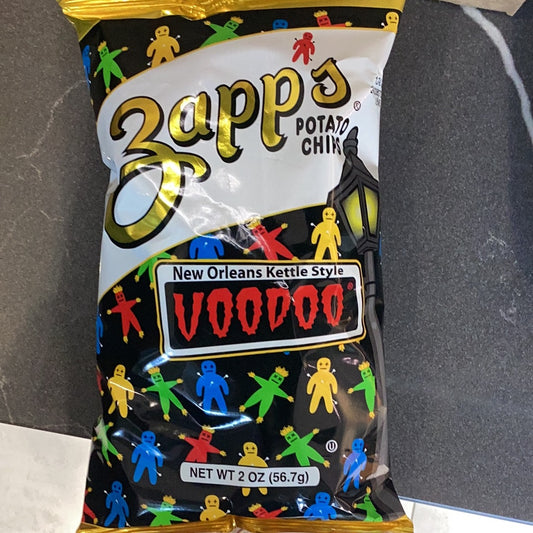 Zapp's®
POTATO
CHIPS
New Orleans Kettle Style
VOODOO®
U
NET WT 2 OZ (56.7g)